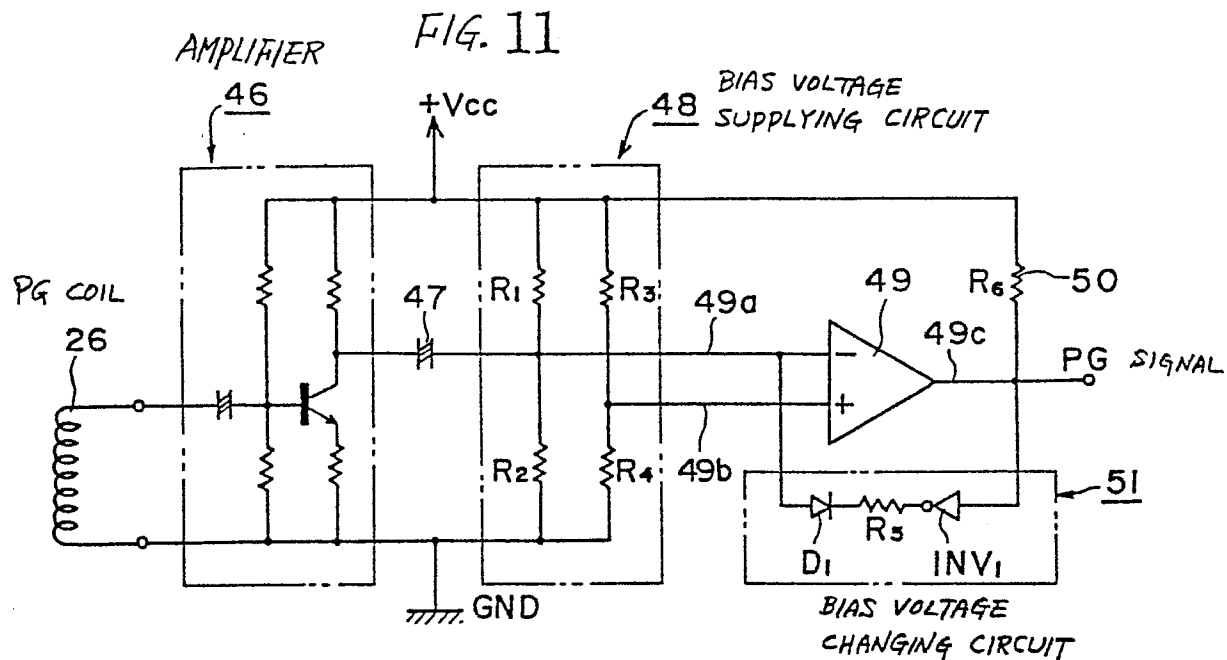 FIG. 11
AMPLIFIER
46
+Vcc
48
BIAS VOLTAGE
SUPPLYING CIRCUIT
PG COIL
26
47
R1
R3
49a
49
R6
50
49c
PG SIGNAL
R2
R4
49b
51
D1
R5
INV1
GND
BIAS VOLTAGE
CHANGING CIRCUIT